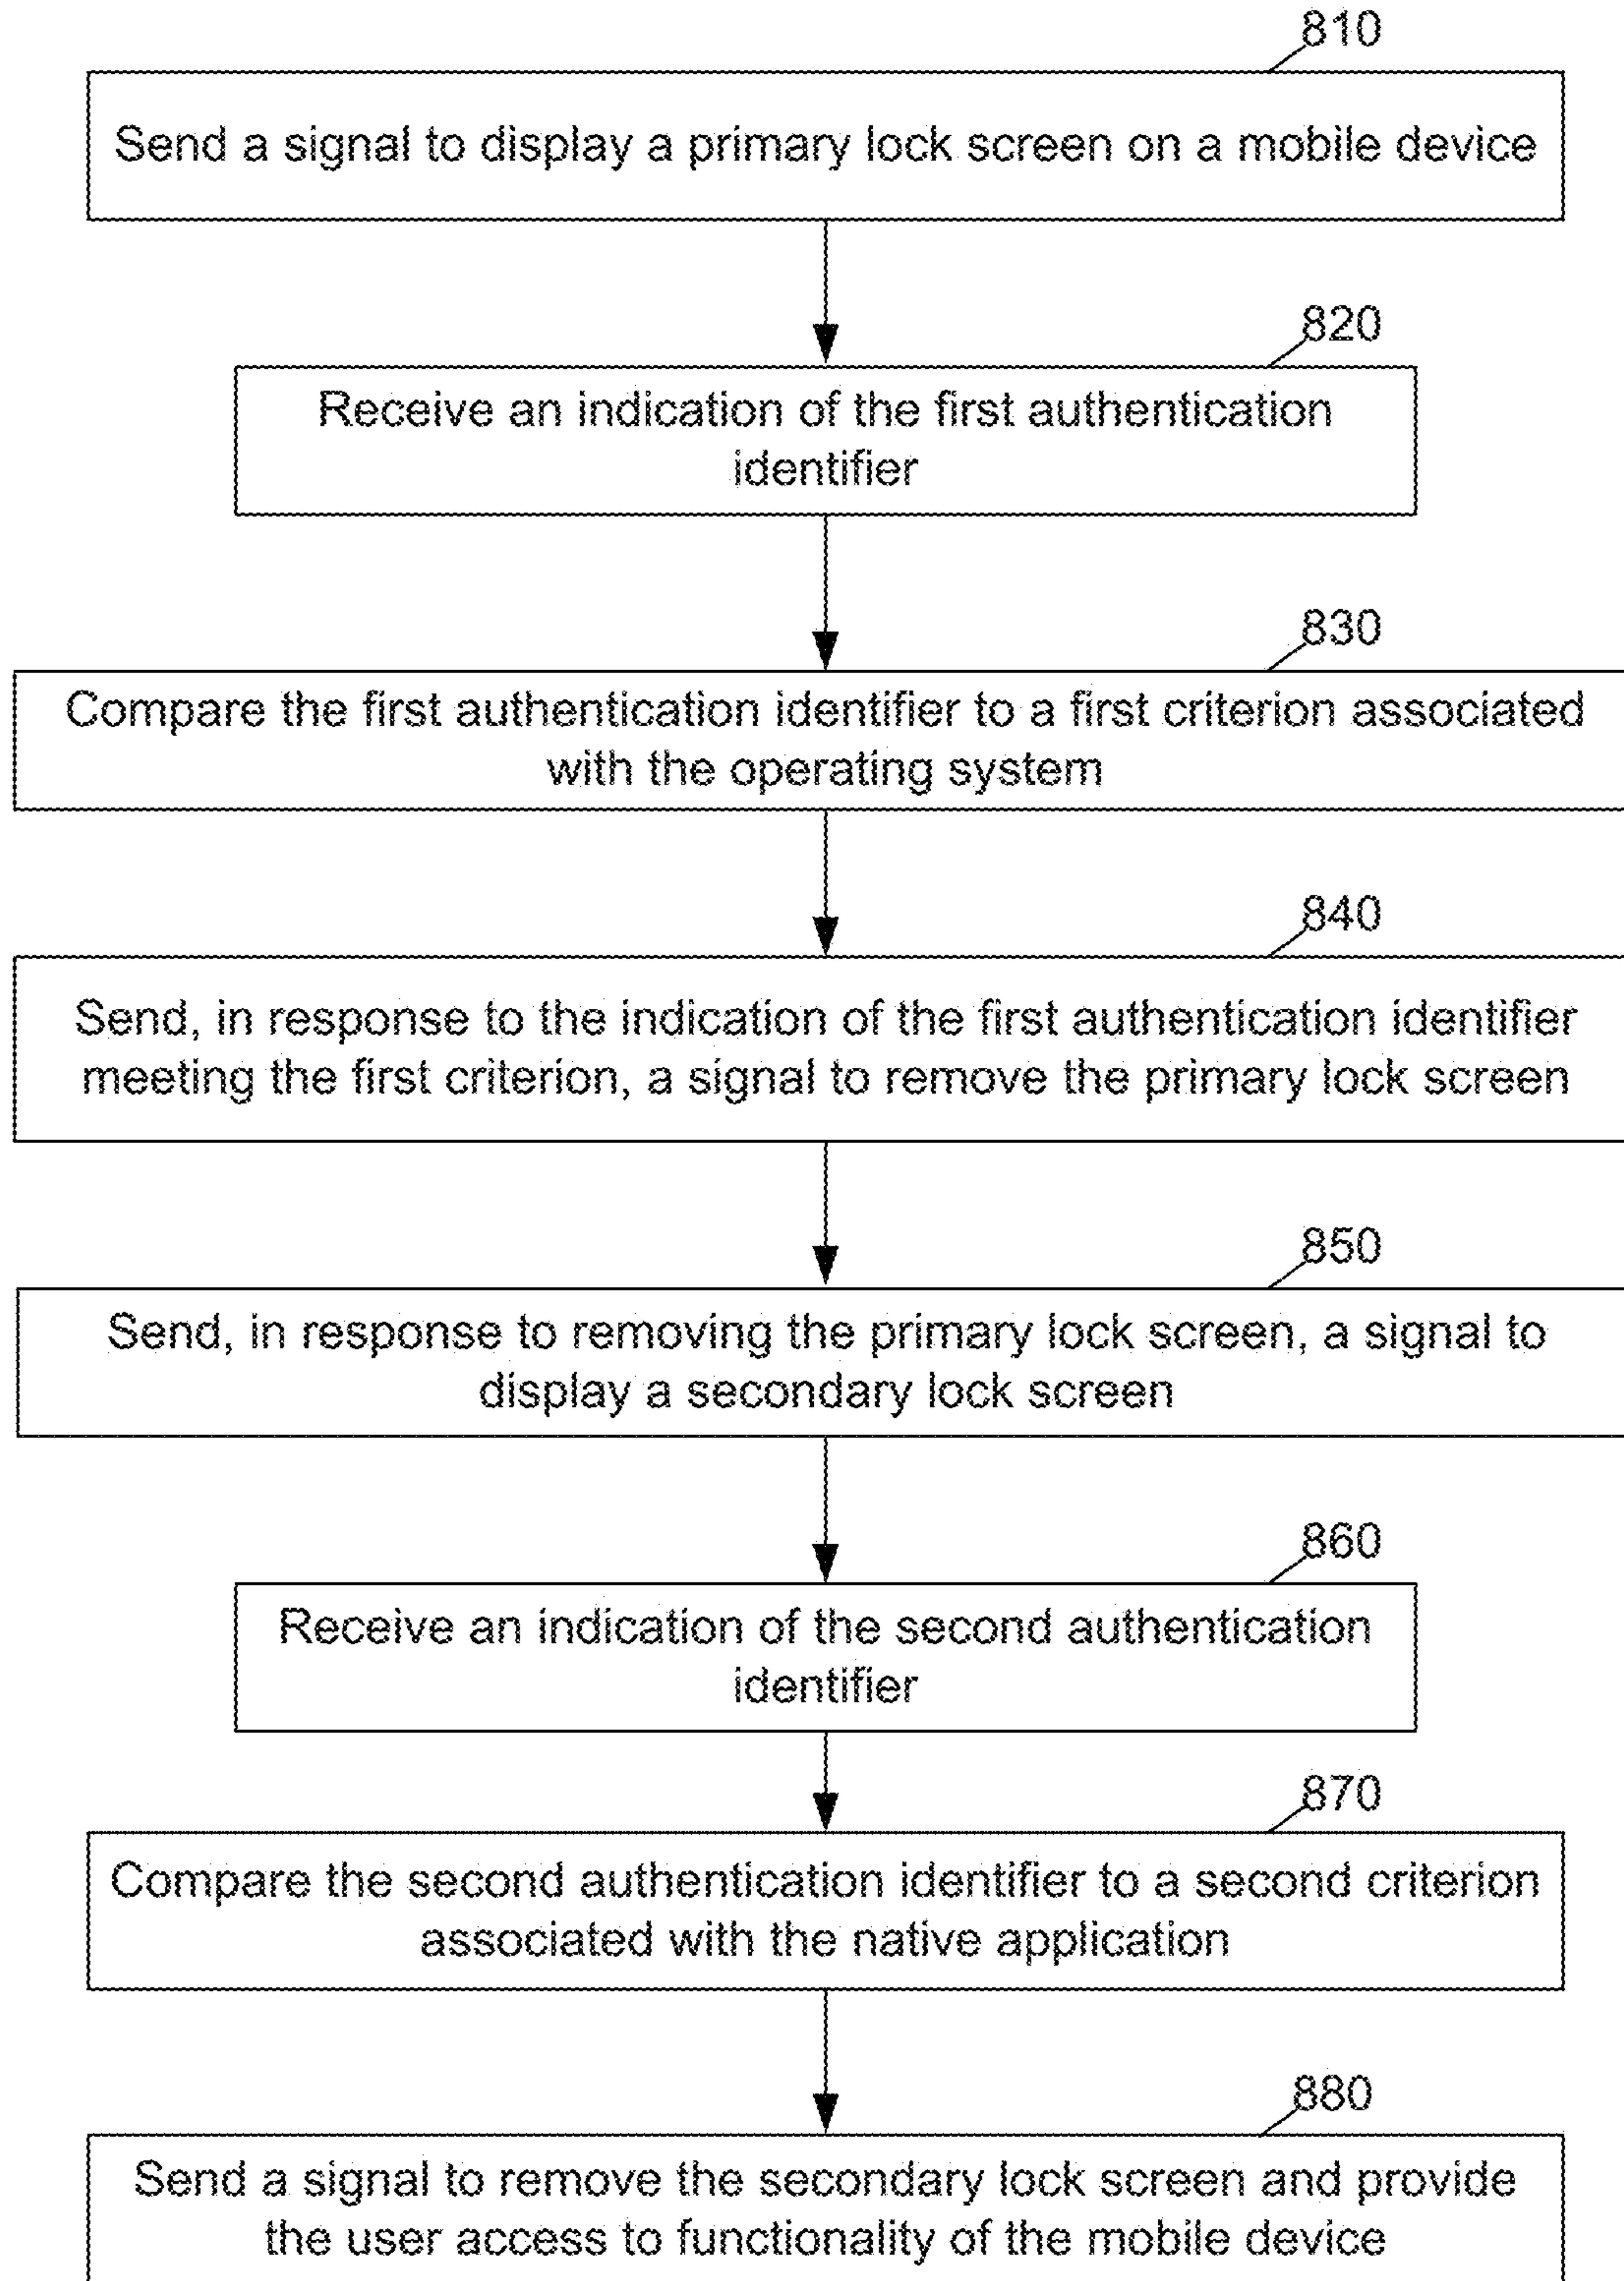 810
Send a signal to display a primary lock screen on a mobile device
820
Receive an indication of the first authentication
identifier
830
Compare the first authentication identifier to a first criterion associated
with the operating system
840
Send, in response to the indication of the first authentication identifier
meeting the first criterion, a signal to remove the primary lock screen
850
Send, in response to removing the primary lock screen, a signal to
display a secondary lock screen
860
Receive an indication of the second authentication
identifier
870
Compare the second authentication identifier to a second criterion
associated with the native application
880
Send a signal to remove the secondary lock screen and provide
the user access to functionality of the mobile device